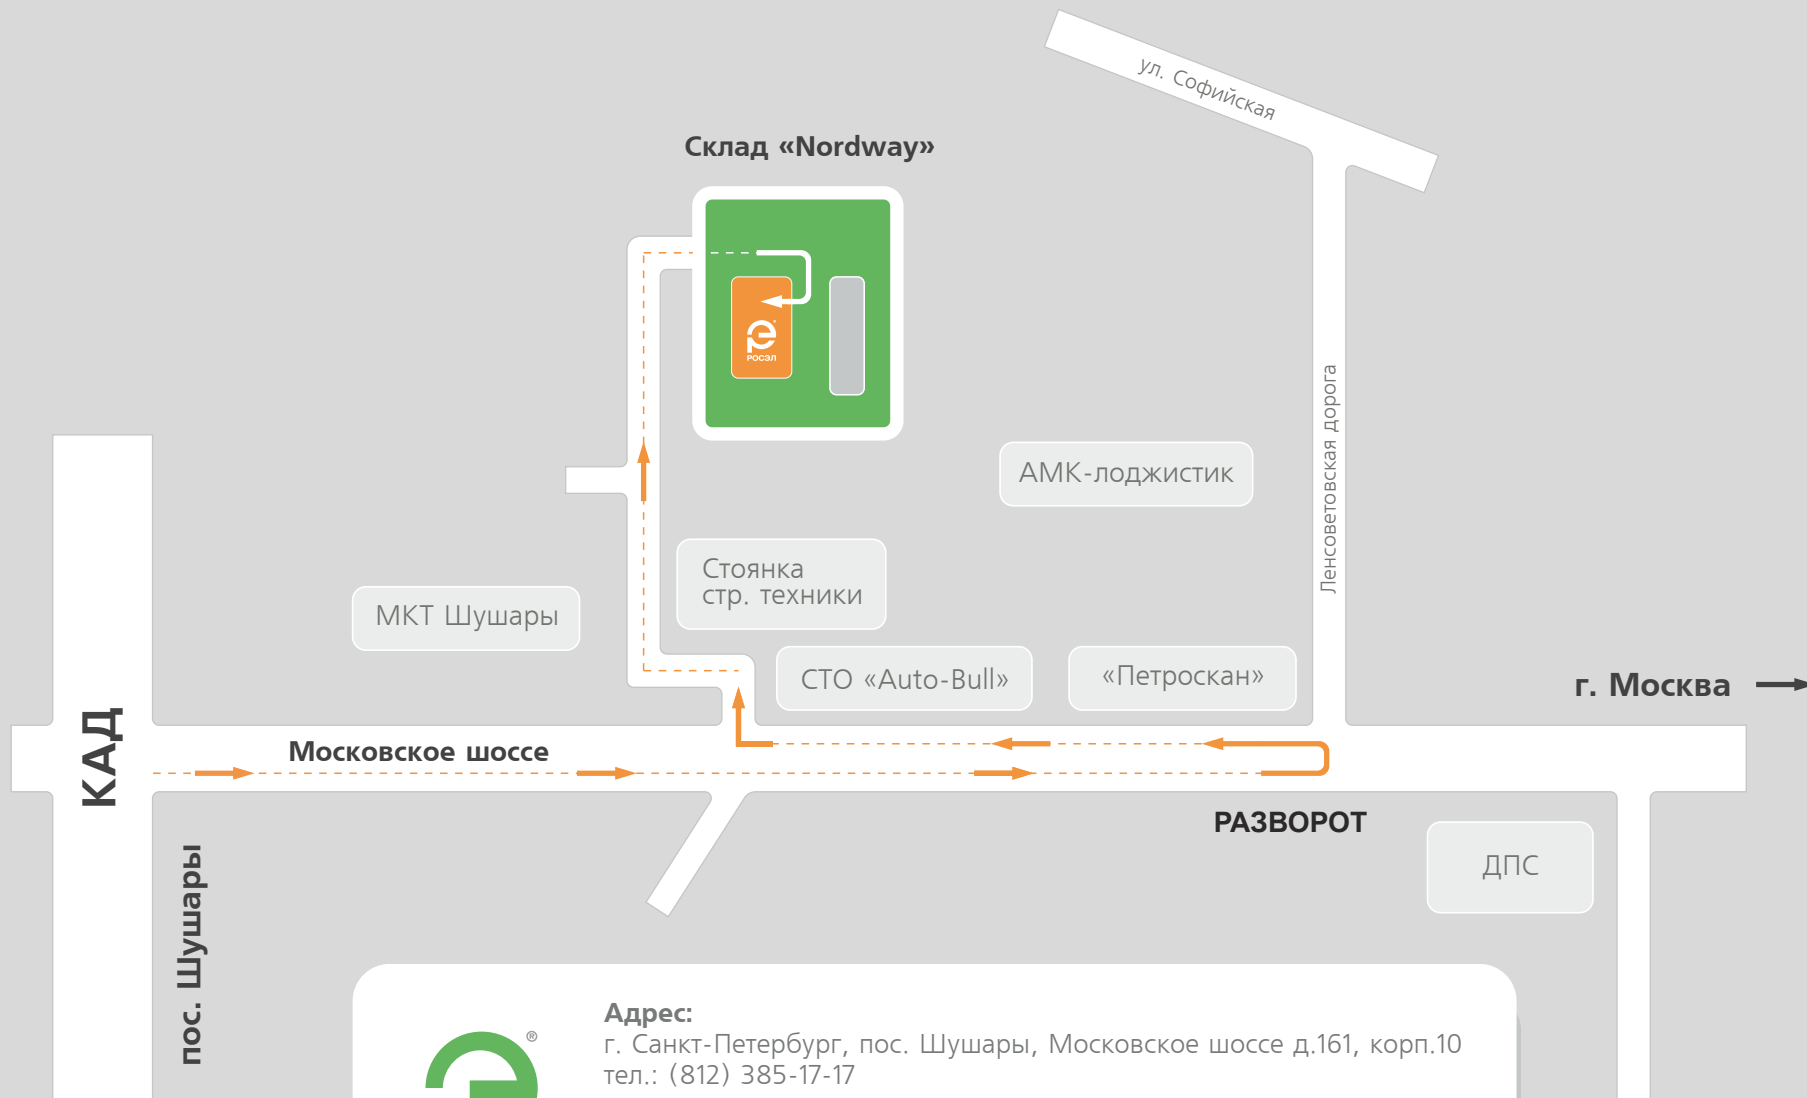 ул. Софийская
Склад «Nordway»
РОСЭЛ
Ленсоветовская дорога
АМК-лоджистик
Стоянка
стр. техники
МКТ Шушары
СТО «Auto-Bull»
«Петроскан»
г. Москва
КАД
Московское шоссе
РАЗВОРОТ
ДПС
пос. Шушары
Адрес:
г. Санкт-Петербург, пос. Шушары, Московское шоссе д.161, корп.10
тел.: (812) 385-17-17
®